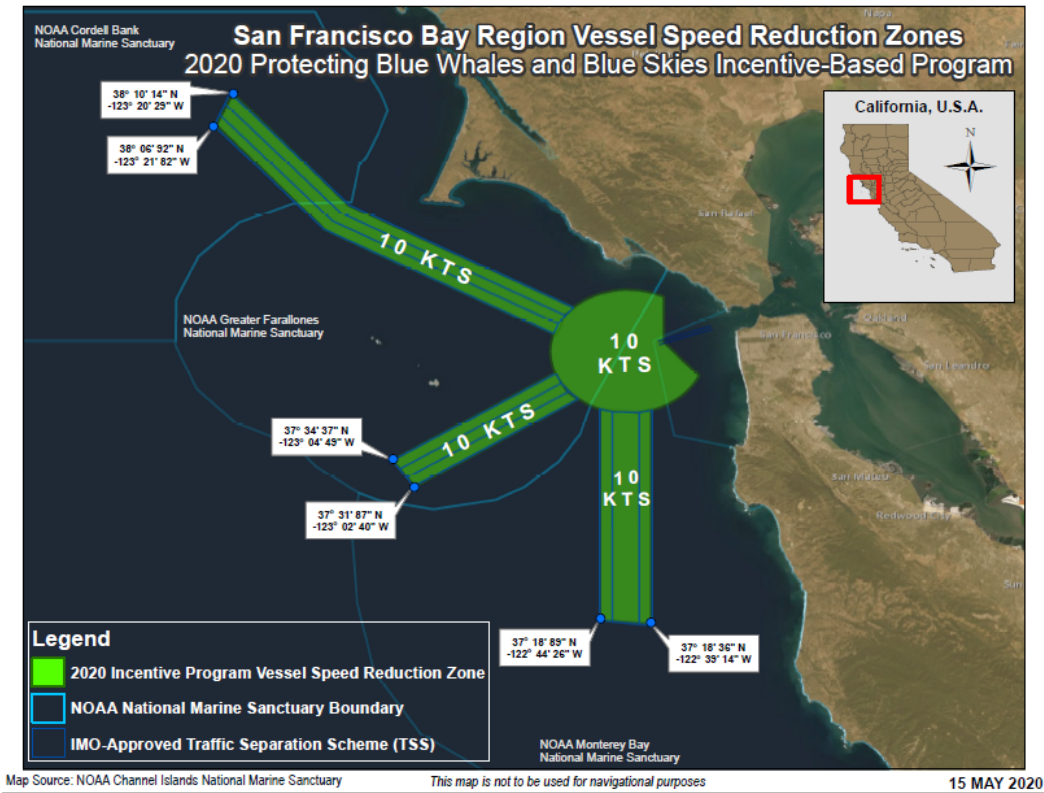 NOAA Cordell Bank
National Marine Sanctuary
San Francisco Bay Region Vessel Speed Reduction Zones
2020 Protecting Blue Whales and Blue Skies Incentive-Based Program
Napa,
38° 10' 14" N
-123° 20' 29" W
38° 06' 92" N
-123° 21' 82" W
California, U.S.A.
N
San Rafael
10 KTS
NOAA Greater Farallones
National Marine Sanctuary
10
KTS
Oakland
San Francisco
San Leandro
37° 34' 37" N
-123° 04' 49" W
10 KTS
37° 31' 87" N
-123° 02' 40" W
10
KTS
San Mateo
Redwood City
Sun
37° 18' 89" N
-122° 44' 26" W
37° 18' 36" N
-122° 39' 14" W
Legend
2020 Incentive Program Vessel Speed Reduction Zone
NOAA National Marine Sanctuary Boundary
IMO-Approved Traffic Separation Scheme (TSS)
NOAA Monterey Bay
National Marine Sanctuary
Map Source: NOAA Channel Islands National Marine Sanctuary
This map is not to be used for navigational purposes
15 MAY 2020